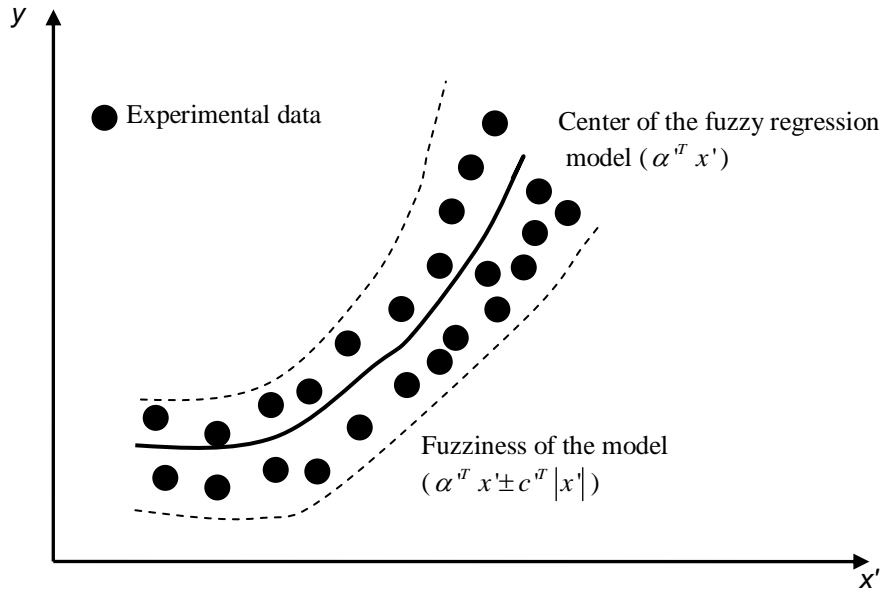 y
Experimental data
Center of the fuzzy regression
model (α'ᵀ x')
Fuzziness of the model
(α'ᵀ x'± c'ᵀ |x'|)
x'